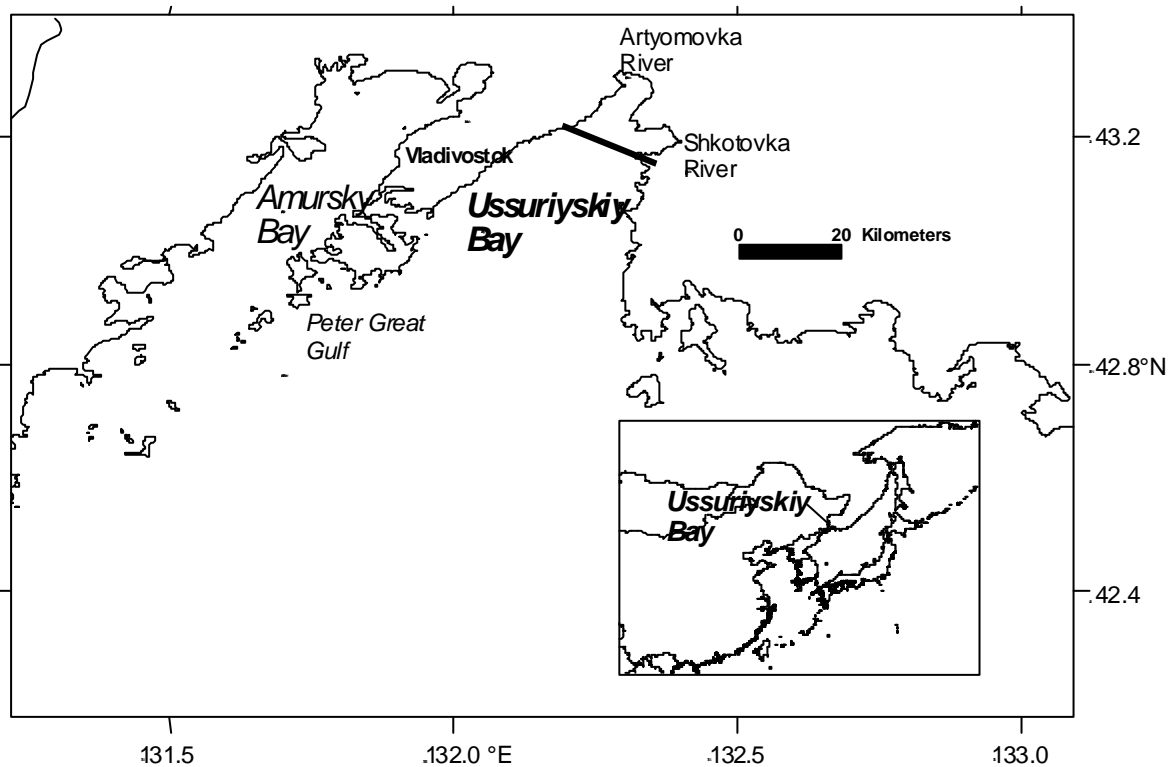 Artyomovka
River
.43.2
Shkotovka
River
Vladivostok
Amursky
Bay
Ussuriyskiy
Bay
0 20 Kilometers
Peter Great
Gulf
.42.8°N
Ussuriyskiy
Bay
.42.4
.131.5
.132.0 °E
.132.5
.133.0